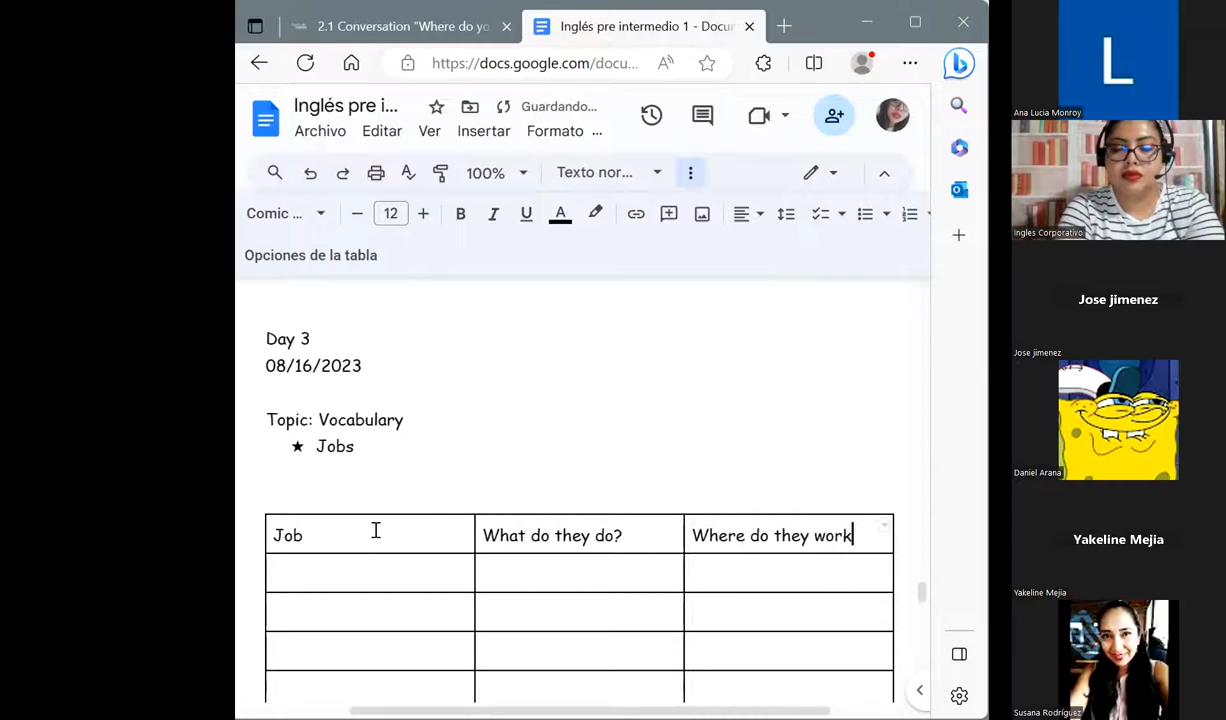 2.1 Conversation "Where do yo
Inglés pre intermedio 1 - Docu
https://docs.google.com/docu...
Inglés pre i...
Guardando...
Archivo Editar Ver Insertar Formato ...
100% Texto nor...
Comic ... 12
Opciones de la tabla
Day 3
08/16/2023
Topic: Vocabulary
★ Jobs
Job What do they do? Where do they work
L
Ana Lucia Monroy
Ingles Corporativo
Jose jimenez
Jose jimenez
Daniel Arana
Yakeline Mejia
Yakeline Mejia
Susana Rodríguez